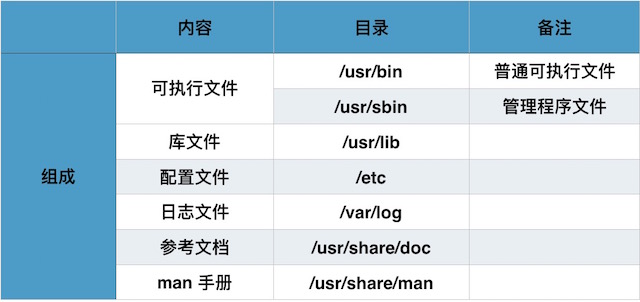 内容 目录 备注
组成
可执行文件 /usr/bin 普通可执行文件
/usr/sbin 管理程序文件
库文件 /usr/lib
配置文件 /etc
日志文件 /var/log
参考文档 /usr/share/doc
man 手册 /usr/share/man